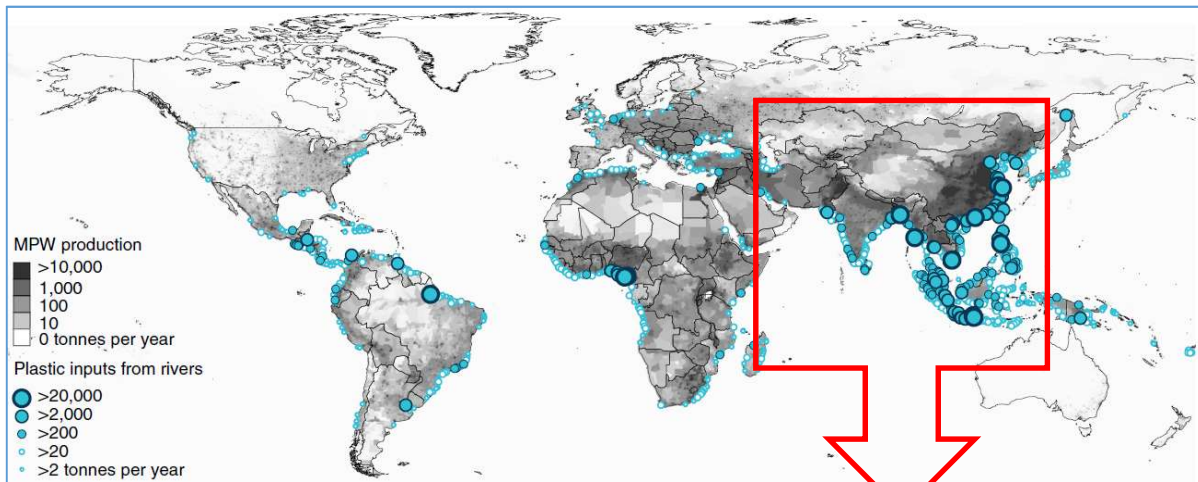 MPW production
>10,000
1,000
100
10
0 tonnes per year
Plastic inputs from rivers
>20,000
>2,000
>200
>20
>2 tonnes per year